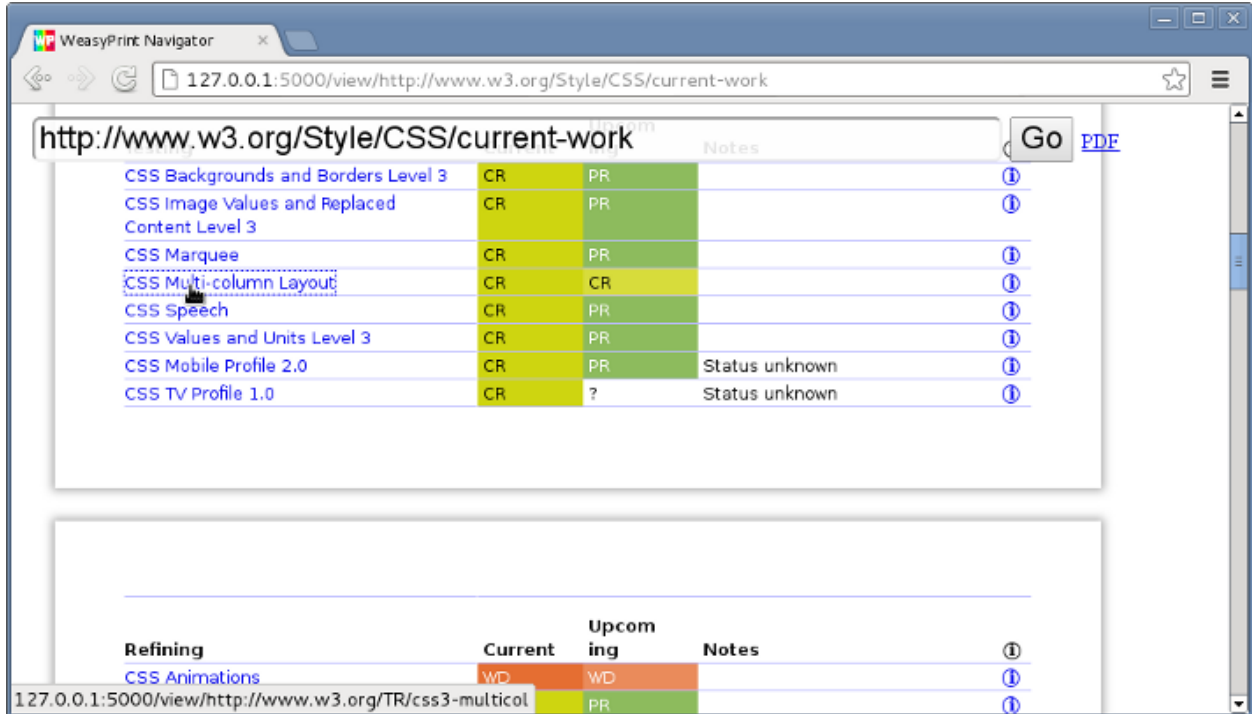 WeasyPrint Navigator
127.0.0.1:5000/view/http://www.w3.org/Style/CSS/current-work
http://www.w3.org/Style/CSS/current-work Go PDF
Upcom
Testing Current ing Notes
CSS Backgrounds and Borders Level 3 CR PR
CSS Image Values and Replaced CR PR
Content Level 3
CSS Marquee CR PR
CSS Multi-column Layout CR CR
CSS Speech CR PR
CSS Values and Units Level 3 CR PR
CSS Mobile Profile 2.0 CR PR Status unknown
CSS TV Profile 1.0 CR ? Status unknown
Upcom
Refining Current ing Notes
CSS Animations WD WD
PR
127.0.0.1:5000/view/http://www.w3.org/TR/css3-multicol